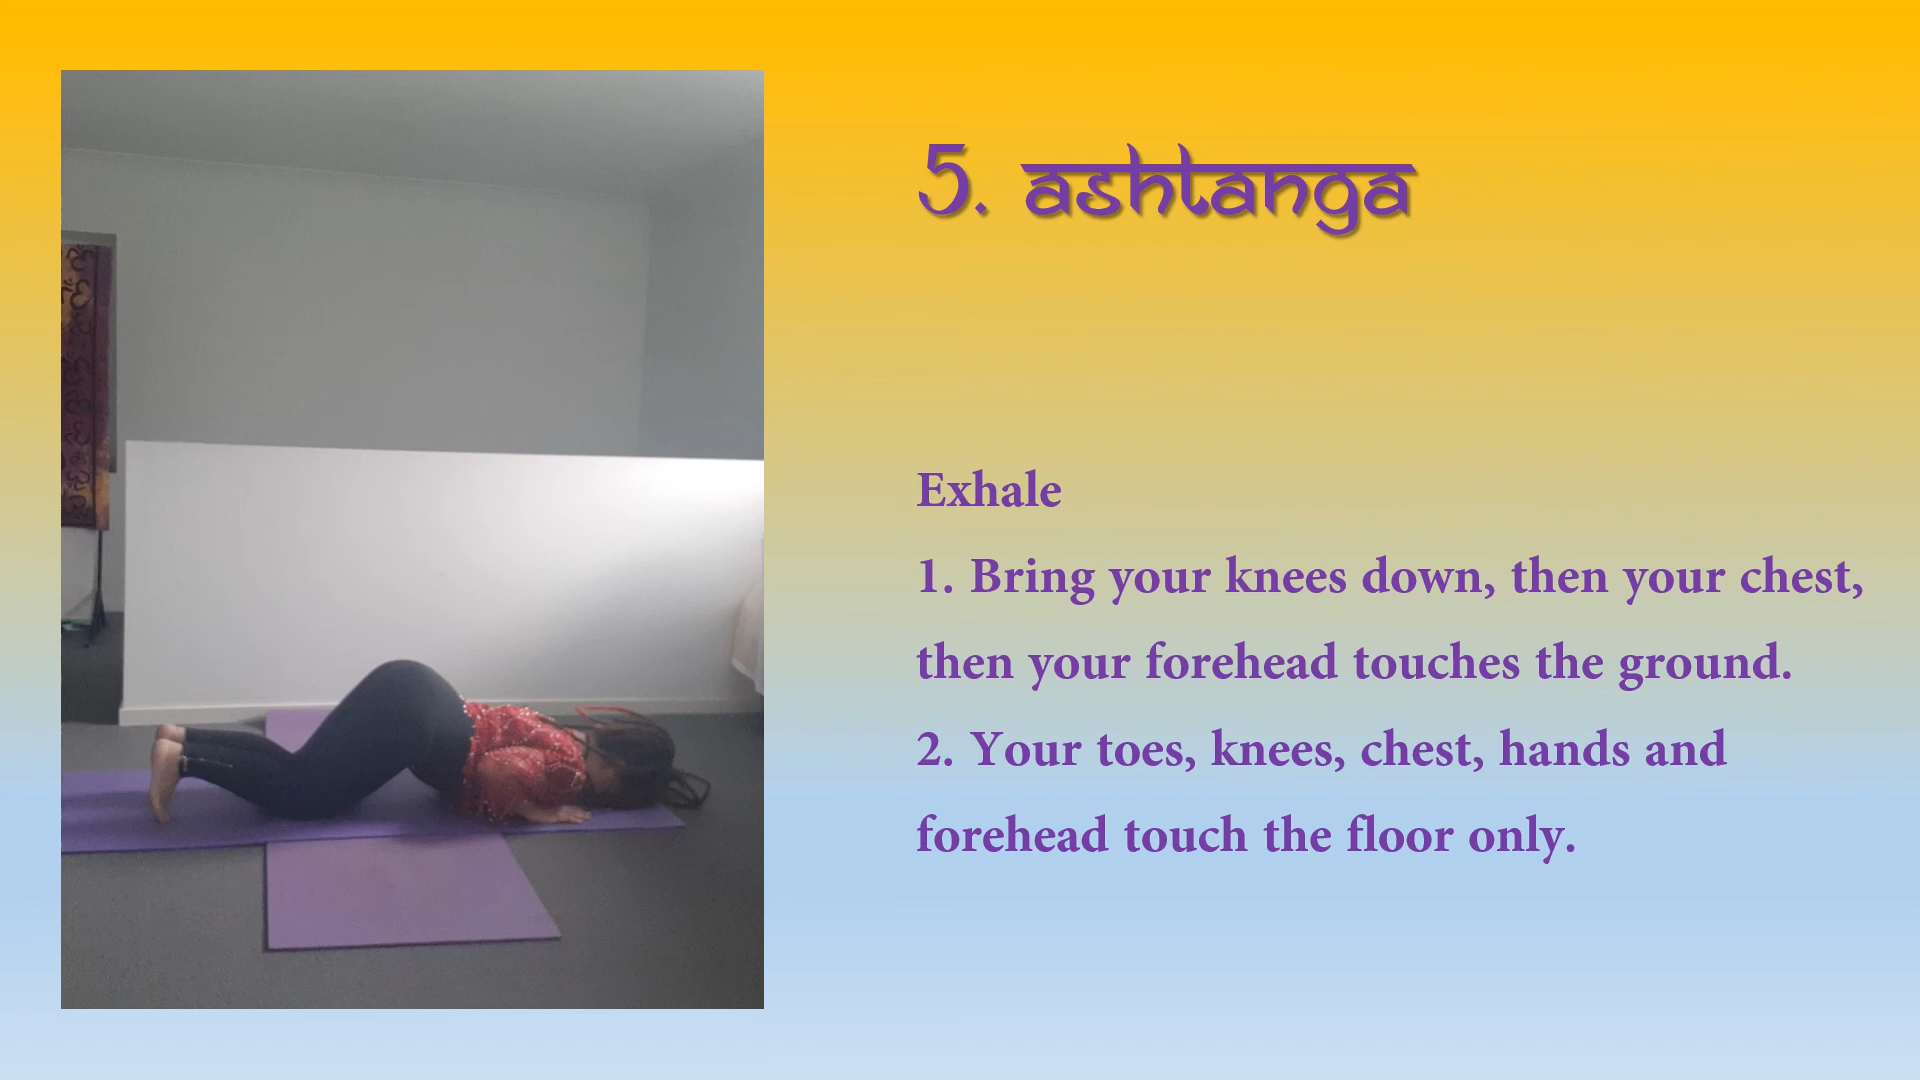 5. ashtanga
Exhale
1. Bring your knees down, then your chest,
then your forehead touches the ground.
2. Your toes, knees, chest, hands and
forehead touch the floor only.